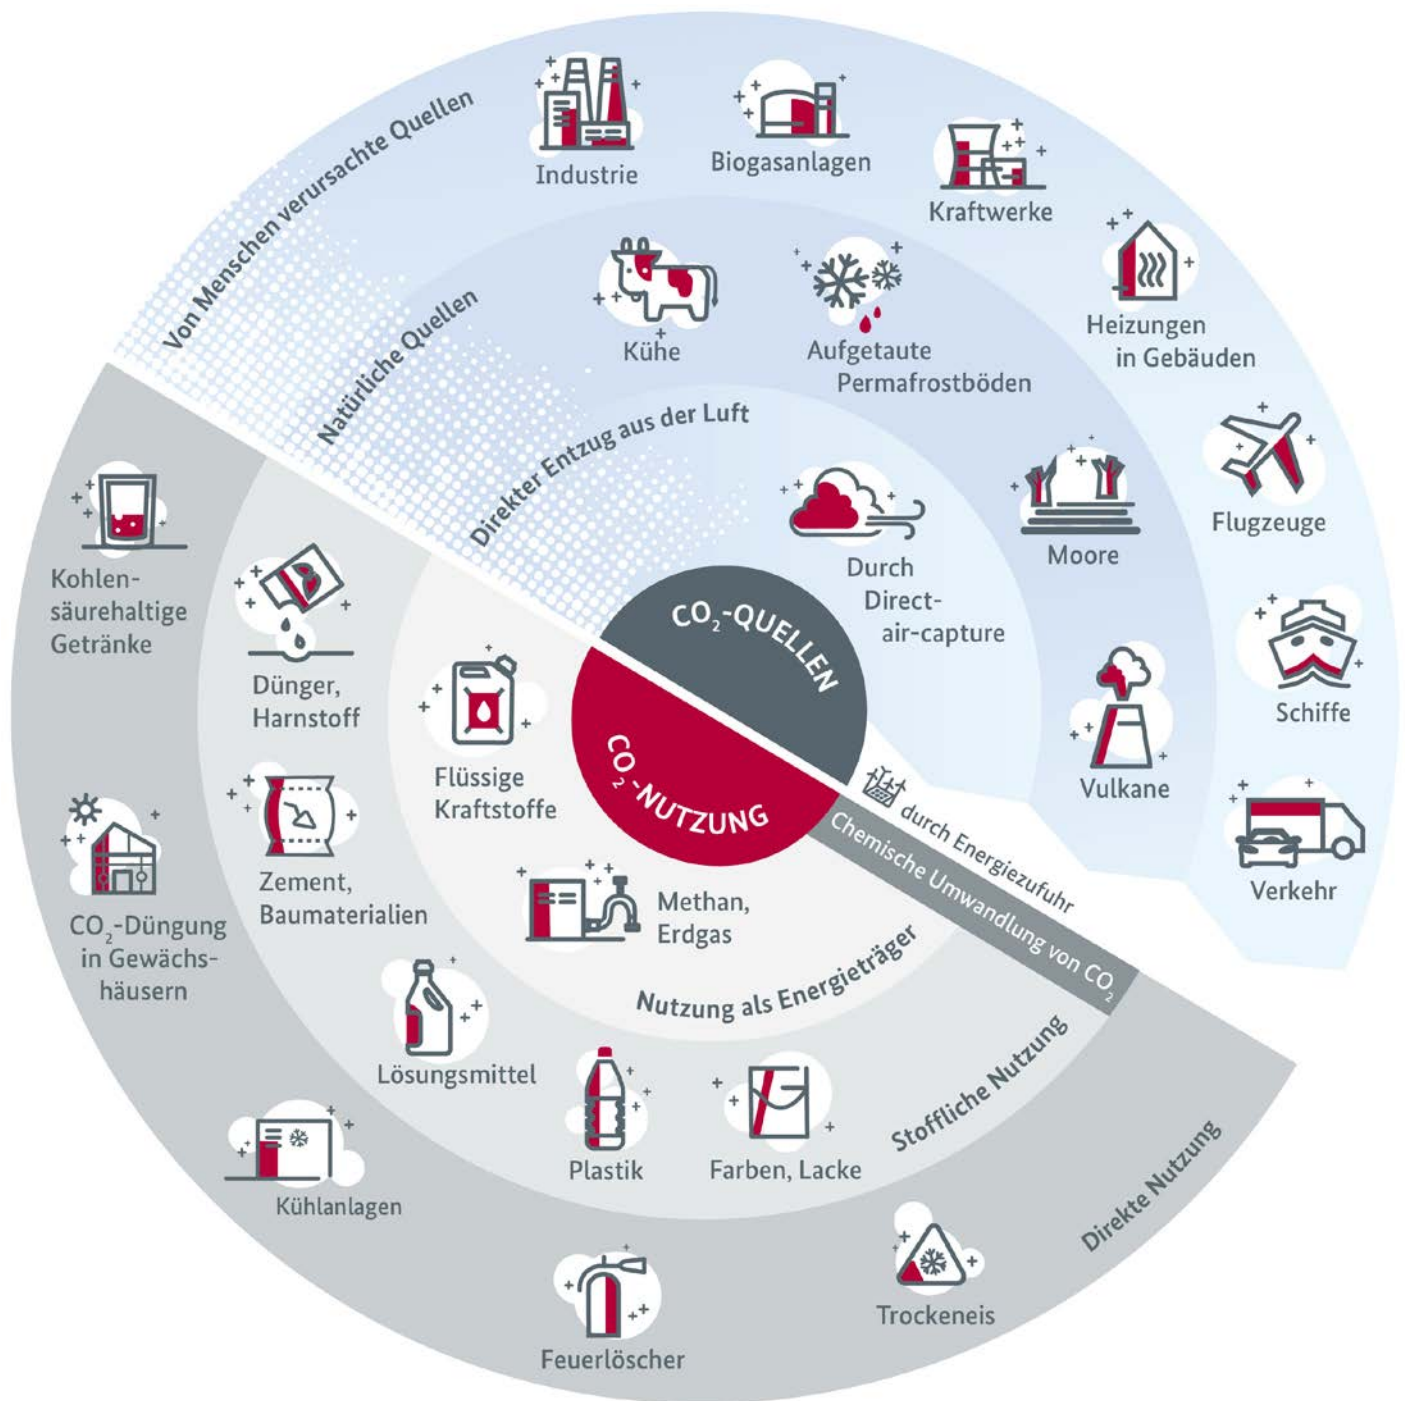 Von Menschen verursachte Quellen
Industrie
Biogasanlagen
Kraftwerke
Heizungen
in Gebäuden
Flugzeuge
Schiffe
Verkehr
Natürliche Quellen
Kühe
Aufgetaute
Permafrostböden
Moore
Vulkane
Direkter Entzug aus der Luft
Durch
Direct-
air-capture
CO₂-QUELLEN
CO₂-NUTZUNG
durch Energiezufuhr
Chemische Umwandlung von CO₂
Flüssige
Kraftstoffe
Methan,
Erdgas
Nutzung als Energieträger
Dünger,
Harnstoff
Zement,
Baumaterialien
Lösungsmittel
Plastik
Farben, Lacke
Stoffliche Nutzung
Kohlen-
säurehaltige
Getränke
CO₂-Düngung
in Gewächs-
häusern
Kühlanlagen
Feuerlöscher
Trockeneis
Direkte Nutzung